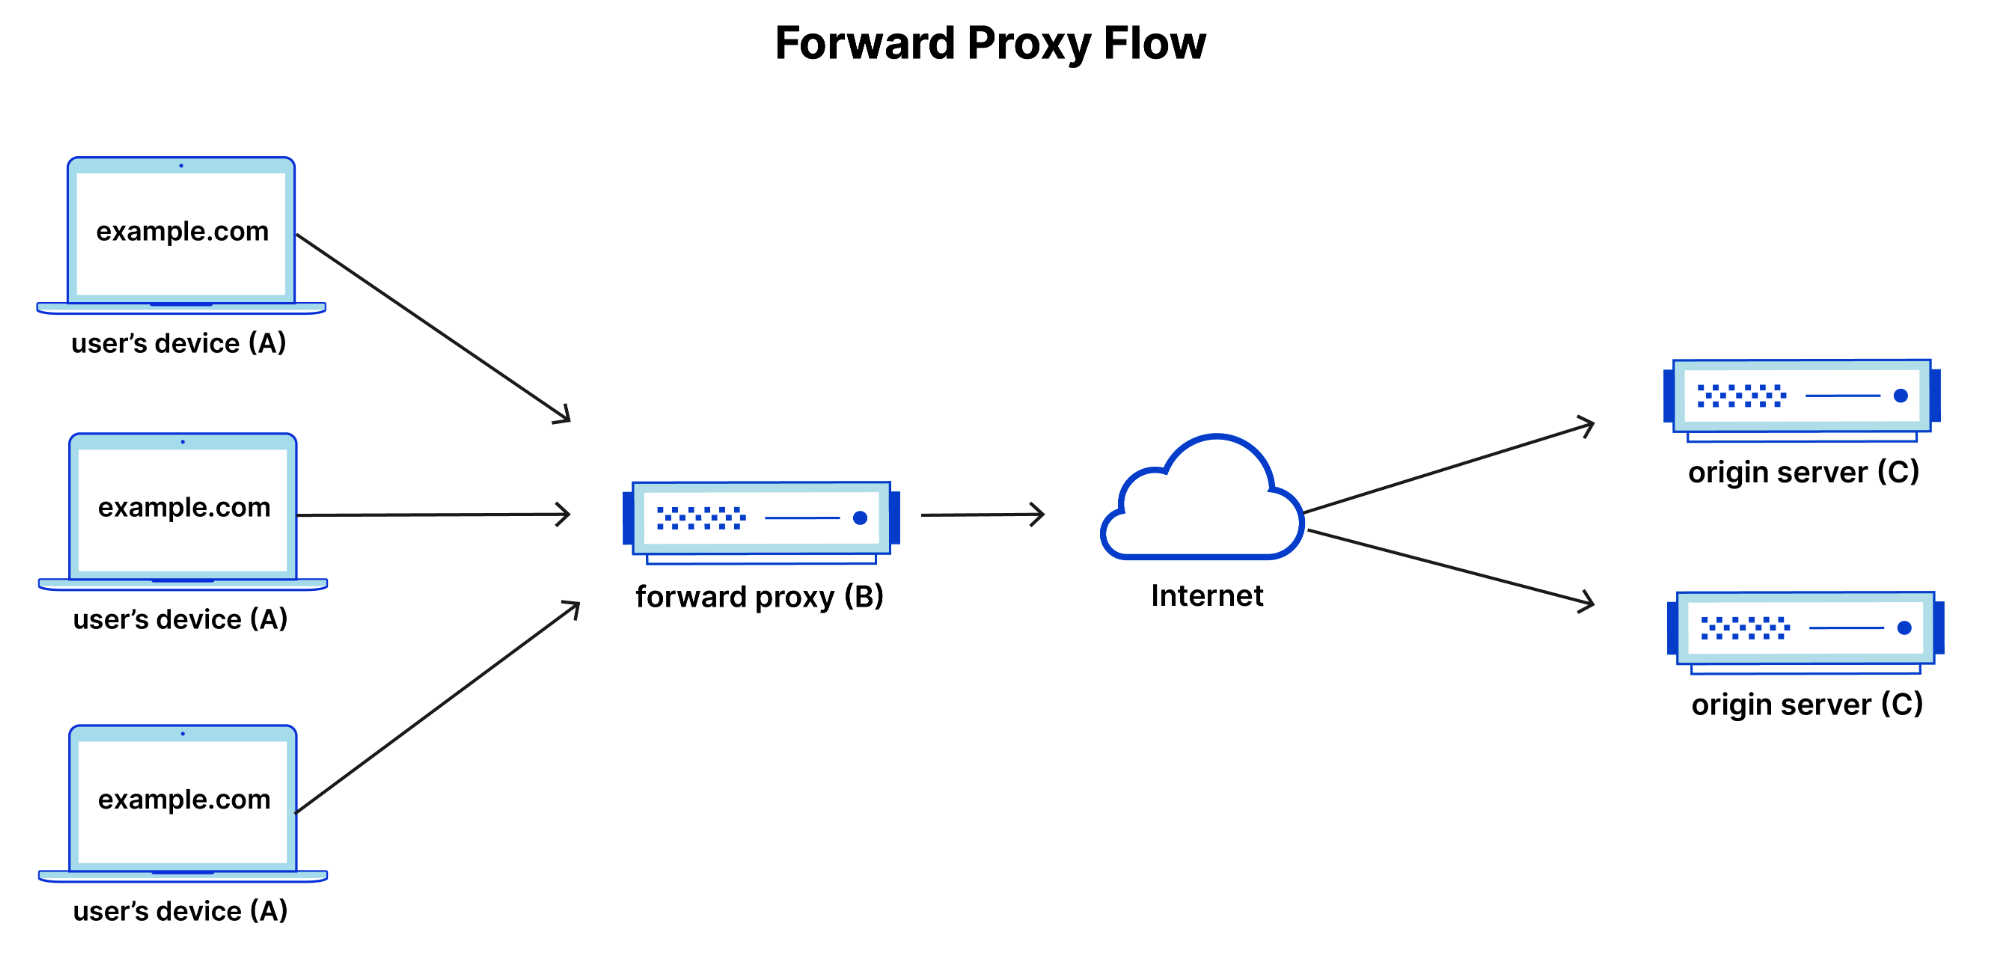 Forward Proxy Flow
example.com
user’s device (A)
example.com
user’s device (A)
example.com
user’s device (A)
forward proxy (B)
Internet
origin server (C)
origin server (C)